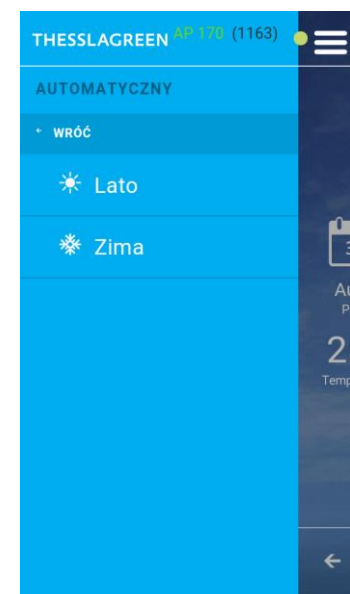 THESSLAGREEN AP 170 (1163)
AUTOMATYCZNY
WRÓĆ
Lato
Zima